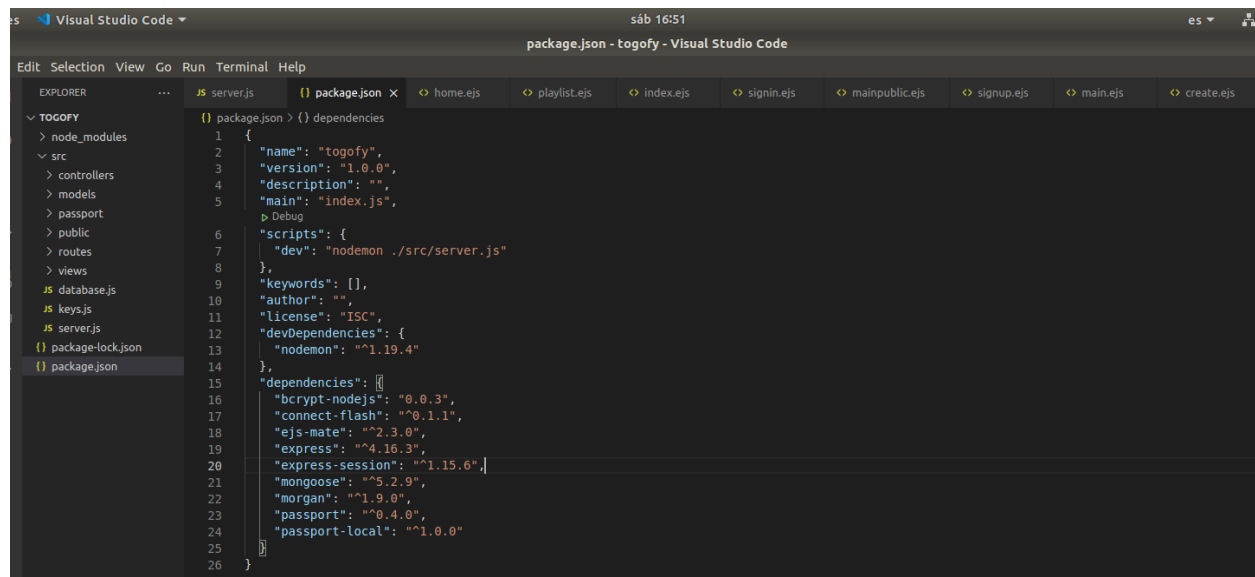 es Visual Studio Code sáb 16:51 es
package.json - togofy - Visual Studio Code
Edit Selection View Go Run Terminal Help
EXPLORER ... JS server.js {} package.json × <> home.ejs <> playlist.ejs <> index.ejs <> signin.ejs <> mainpublic.ejs <> signup.ejs <> main.ejs <> create.ejs
TOGOFY
node_modules
src
controllers
models
passport
public
routes
views
JS database.js
JS keys.js
JS server.js
{} package-lock.json
{} package.json
{} package.json > {} dependencies
1 {
2 "name": "togofy",
3 "version": "1.0.0",
4 "description": "",
5 "main": "index.js",
Debug
6 "scripts": {
7 "dev": "nodemon ./src/server.js"
8 },
9 "keywords": [],
10 "author": "",
11 "license": "ISC",
12 "devDependencies": {
13 "nodemon": "^1.19.4"
14 },
15 "dependencies": {
16 "bcrypt-nodejs": "0.0.3",
17 "connect-flash": "^0.1.1",
18 "ejs-mate": "^2.3.0",
19 "express": "^4.16.3",
20 "express-session": "^1.15.6",
21 "mongoose": "^5.2.9",
22 "morgan": "^1.9.0",
23 "passport": "^0.4.0",
24 "passport-local": "^1.0.0"
25 }
26 }